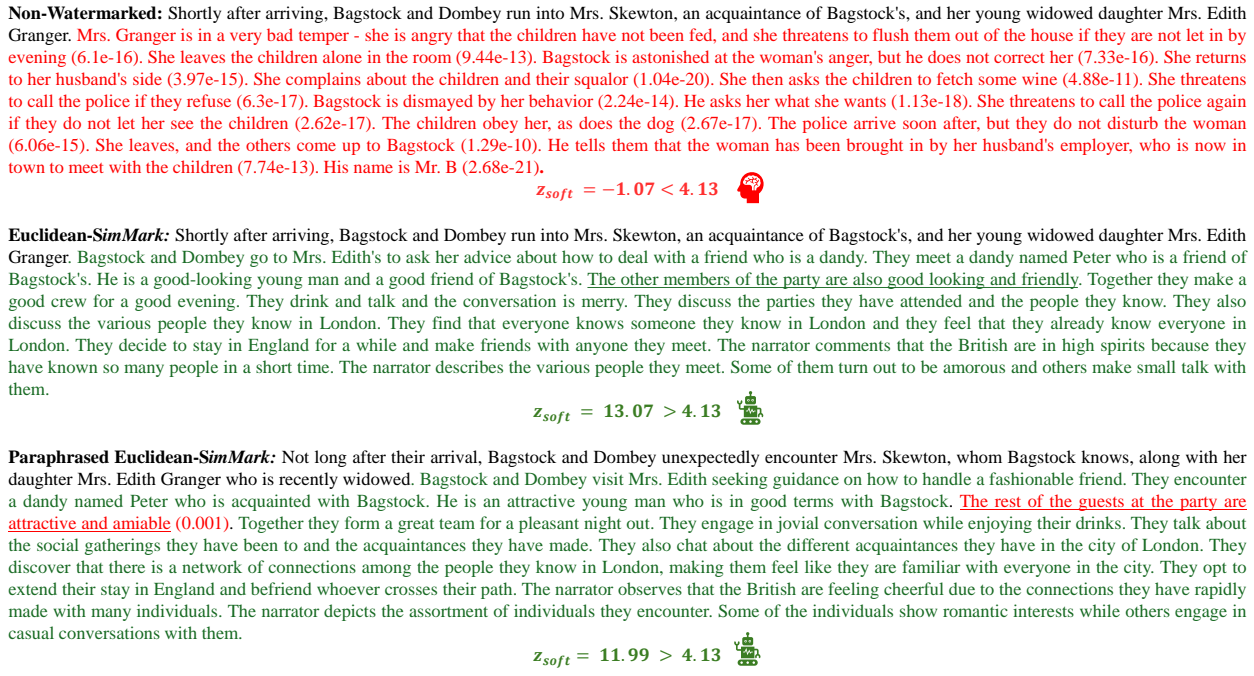 Non-Watermarked: Shortly after arriving, Bagstock and Dombey run into Mrs. Skewton, an acquaintance of Bagstock's, and her young widowed daughter Mrs. Edith
Granger. Mrs. Granger is in a very bad temper - she is angry that the children have not been fed, and she threatens to flush them out of the house if they are not let in by
evening (6.1e-16). She leaves the children alone in the room (9.44e-13). Bagstock is astonished at the woman's anger, but he does not correct her (7.33e-16). She returns
to her husband's side (3.97e-15). She complains about the children and their squalor (1.04e-20). She then asks the children to fetch some wine (4.88e-11). She threatens
to call the police if they refuse (6.3e-17). Bagstock is dismayed by her behavior (2.24e-14). He asks her what she wants (1.13e-18). She threatens to call the police again
if they do not let her see the children (2.62e-17). The children obey her, as does the dog (2.67e-17). The police arrive soon after, but they do not disturb the woman
(6.06e-15). She leaves, and the others come up to Bagstock (1.29e-10). He tells them that the woman has been brought in by her husband's employer, who is now in
town to meet with the children (7.74e-13). His name is Mr. B (2.68e-21).
z_soft = −1.07 < 4.13
Euclidean-SimMark: Shortly after arriving, Bagstock and Dombey run into Mrs. Skewton, an acquaintance of Bagstock's, and her young widowed daughter Mrs. Edith
Granger. Bagstock and Dombey go to Mrs. Edith's to ask her advice about how to deal with a friend who is a dandy. They meet a dandy named Peter who is a friend of
Bagstock's. He is a good-looking young man and a good friend of Bagstock's. The other members of the party are also good looking and friendly. Together they make a
good crew for a good evening. They drink and talk and the conversation is merry. They discuss the parties they have attended and the people they know. They also
discuss the various people they know in London. They find that everyone knows someone they know in London and they feel that they already know everyone in
London. They decide to stay in England for a while and make friends with anyone they meet. The narrator comments that the British are in high spirits because they
have known so many people in a short time. The narrator describes the various people they meet. Some of them turn out to be amorous and others make small talk with
them.
z_soft = 13.07 > 4.13
Paraphrased Euclidean-SimMark: Not long after their arrival, Bagstock and Dombey unexpectedly encounter Mrs. Skewton, whom Bagstock knows, along with her
daughter Mrs. Edith Granger who is recently widowed. Bagstock and Dombey visit Mrs. Edith seeking guidance on how to handle a fashionable friend. They encounter
a dandy named Peter who is acquainted with Bagstock. He is an attractive young man who is in good terms with Bagstock. The rest of the guests at the party are
attractive and amiable (0.001). Together they form a great team for a pleasant night out. They engage in jovial conversation while enjoying their drinks. They talk about
the social gatherings they have been to and the acquaintances they have made. They also chat about the different acquaintances they have in the city of London. They
discover that there is a network of connections among the people they know in London, making them feel like they are familiar with everyone in the city. They opt to
extend their stay in England and befriend whoever crosses their path. The narrator observes that the British are feeling cheerful due to the connections they have rapidly
made with many individuals. The narrator depicts the assortment of individuals they encounter. Some of the individuals show romantic interests while others engage in
casual conversations with them.
z_soft = 11.99 > 4.13